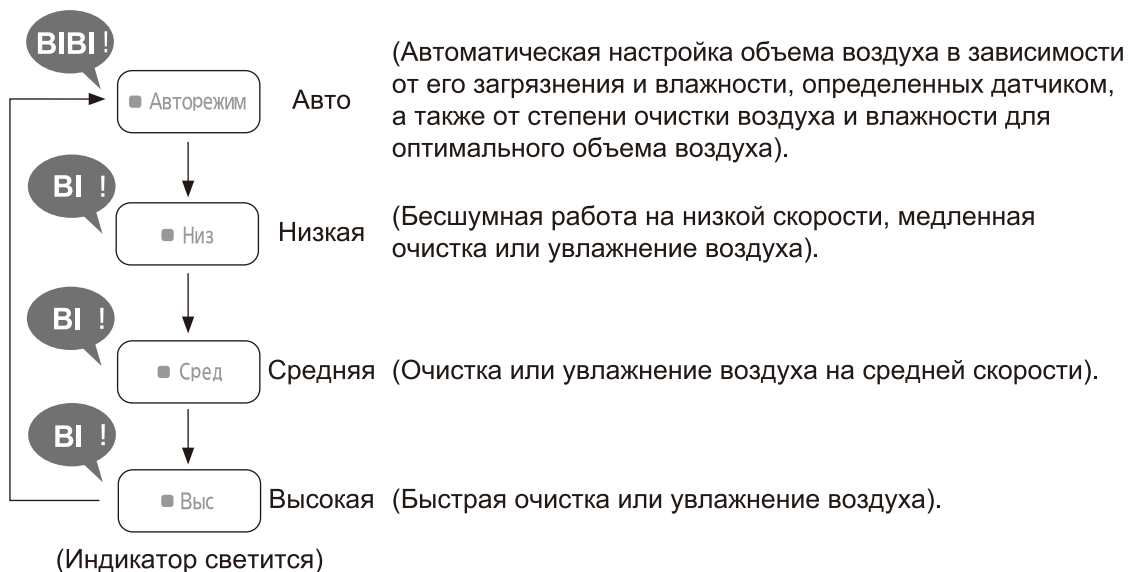 BIBI !
Авторежим
Авто
(Автоматическая настройка объема воздуха в зависимости
от его загрязнения и влажности, определенных датчиком,
а также от степени очистки воздуха и влажности для
оптимального объема воздуха).
BI !
Низ
Низкая
(Бесшумная работа на низкой скорости, медленная
очистка или увлажнение воздуха).
BI !
Сред
Средняя
(Очистка или увлажнение воздуха на средней скорости).
BI !
Выс
Высокая
(Быстрая очистка или увлажнение воздуха).
(Индикатор светится)